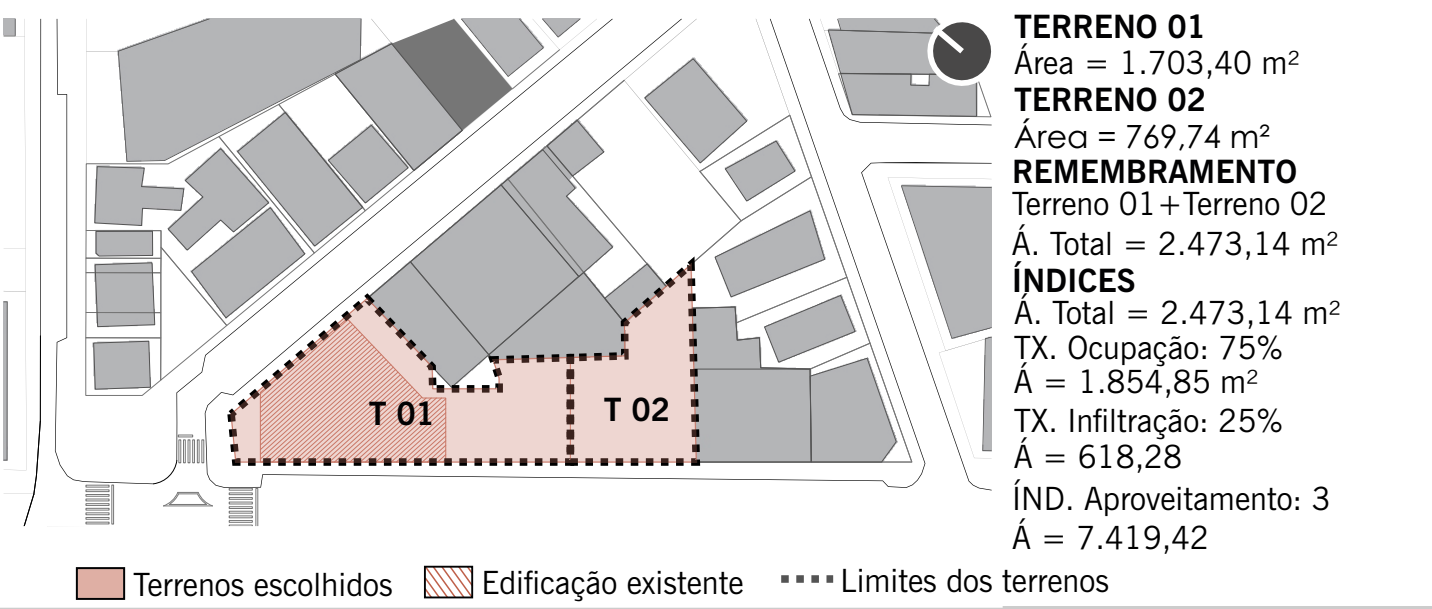 TERRENO 01
Área = 1.703,40 m²
TERRENO 02
Área = 769,74 m²
REMEMBRAMENTO
Terreno 01+Terreno 02
Á. Total = 2.473,14 m²
ÍNDICES
Á. Total = 2.473,14 m²
TX. Ocupação: 75%
Á = 1.854,85 m²
TX. Infiltração: 25%
Á = 618,28
ÍND. Aproveitamento: 3
Á = 7.419,42
T 01
T 02
Terrenos escolhidos
Edificação existente
Limites dos terrenos